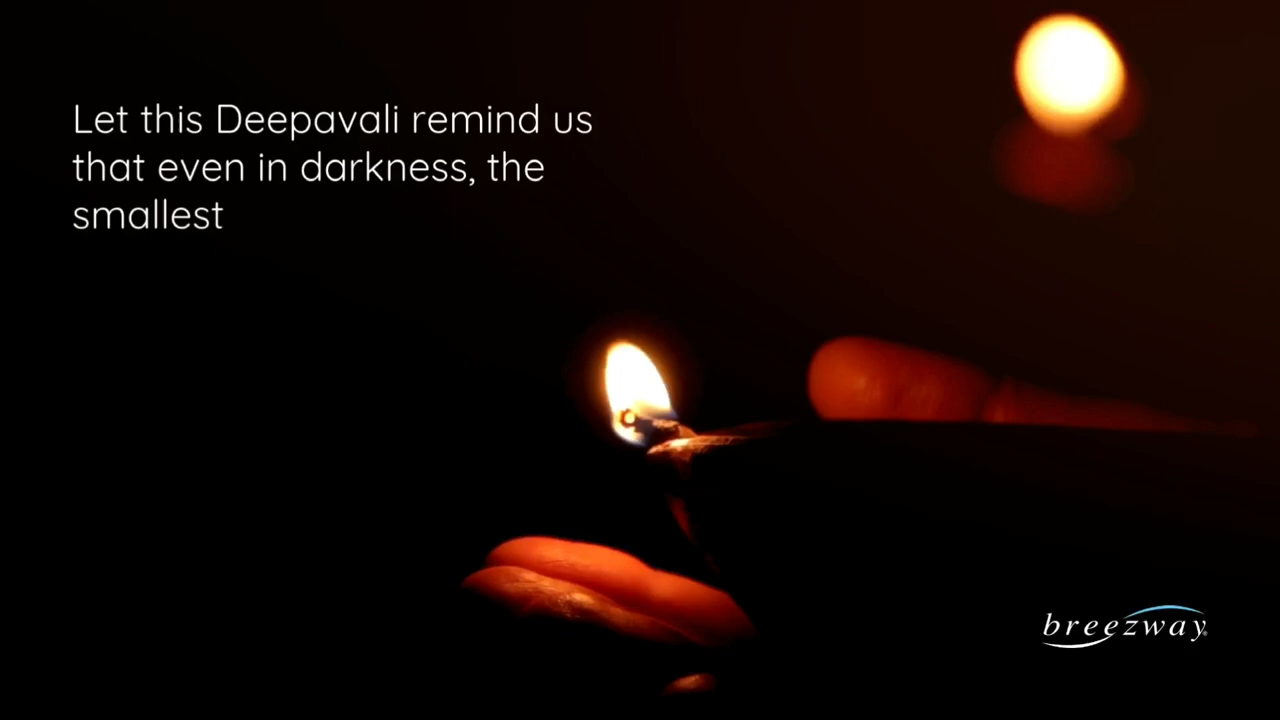 Let this Deepavali remind us
that even in darkness, the
smallest
breezway